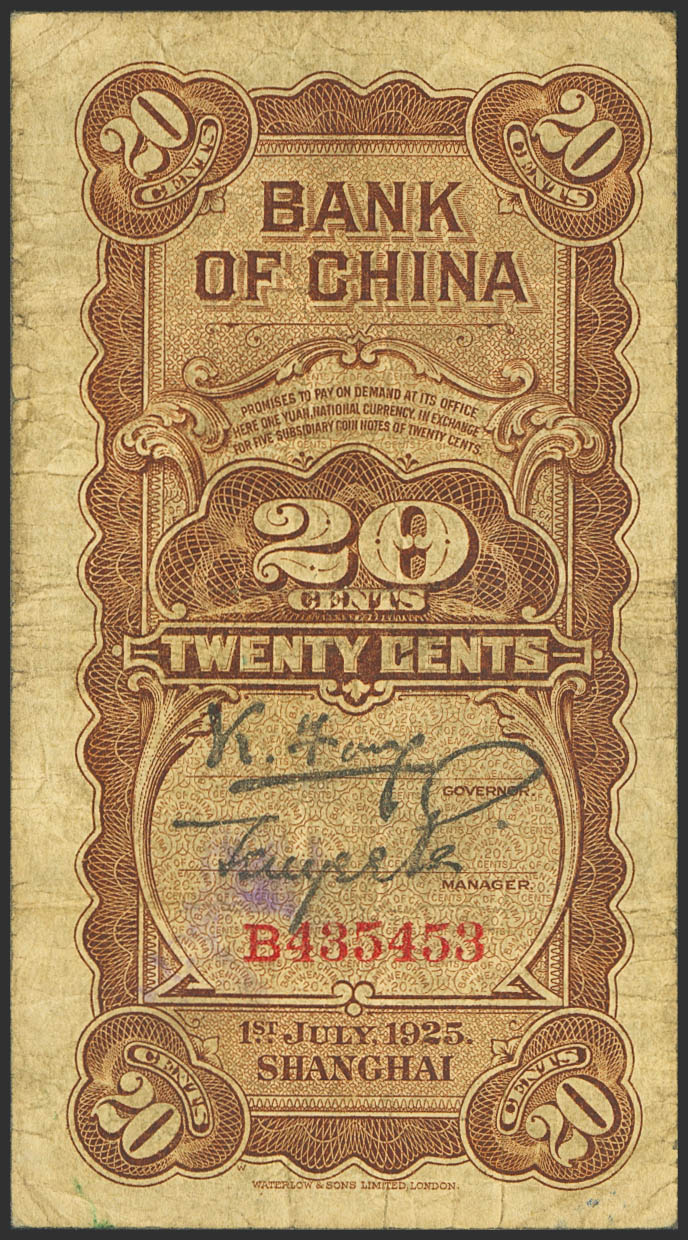 20 CENTS
20 CENTS
BANK
OF CHINA
PROMISES TO PAY ON DEMAND AT ITS OFFICE
HERE ONE YUAN, NATIONAL CURRENCY, IN EXCHANGE
FOR FIVE SUBSIDIARY COIN NOTES OF TWENTY CENTS.
20
CENTS
TWENTY CENTS
GOVERNOR.
MANAGER.
B435453
1ST JULY, 1925.
SHANGHAI
CENTS 20
CENTS 20
W
WATERLOW & SONS LIMITED, LONDON.